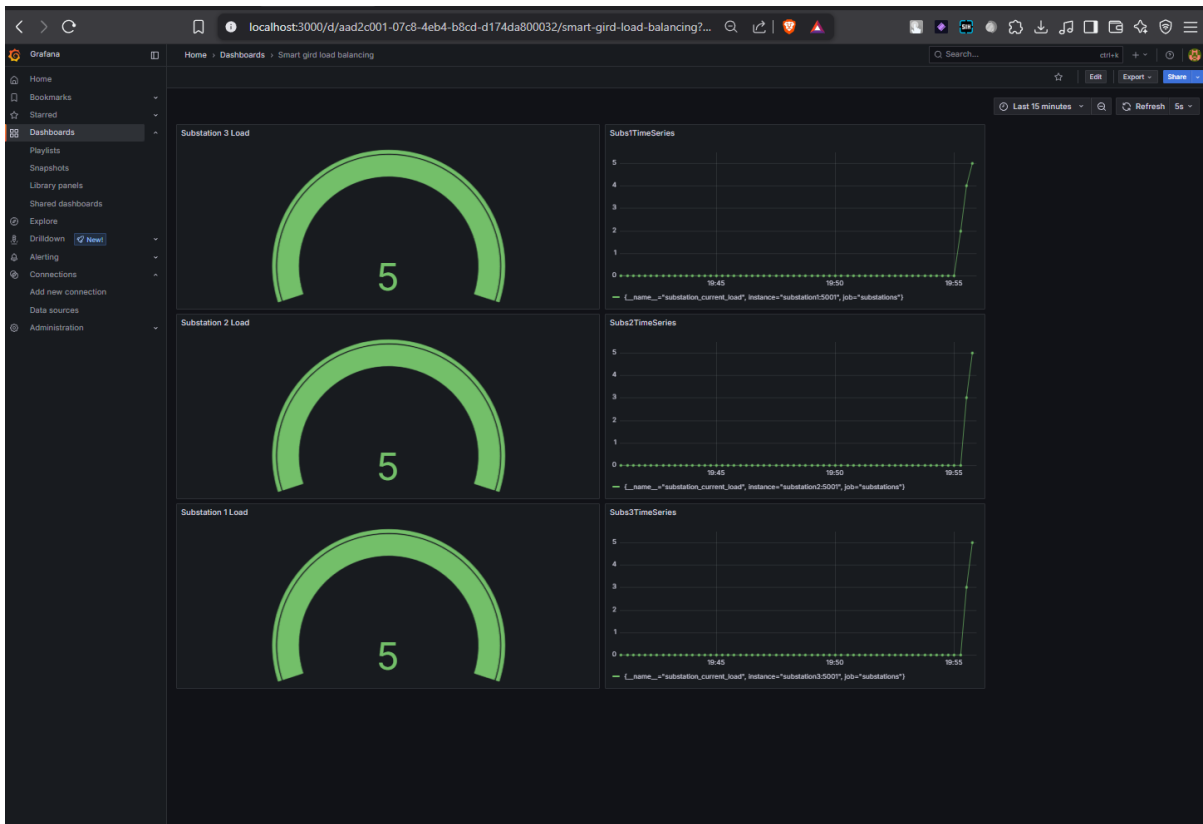 localhost:3000/d/aad2c001-07c8-4eb4-b8cd-d174da800032/smart-gird-load-balancing?...
Grafana
Home › Dashboards › Smart gird load balancing
Search...
ctrl+k
Home
Bookmarks
Starred
Dashboards
Playlists
Snapshots
Library panels
Shared dashboards
Explore
Drilldown New!
Alerting
Connections
Add new connection
Data sources
Administration
Edit
Export
Share
Last 15 minutes
Refresh 5s
Substation 3 Load
5
Subs1TimeSeries
5
4
3
2
1
0
19:45 19:50 19:55
{__name__="substation_current_load", instance="substation1:5001", job="substations"}
Substation 2 Load
5
Subs2TimeSeries
5
4
3
2
1
0
19:45 19:50 19:55
{__name__="substation_current_load", instance="substation2:5001", job="substations"}
Substation 1 Load
5
Subs3TimeSeries
5
4
3
2
1
0
19:45 19:50 19:55
{__name__="substation_current_load", instance="substation3:5001", job="substations"}